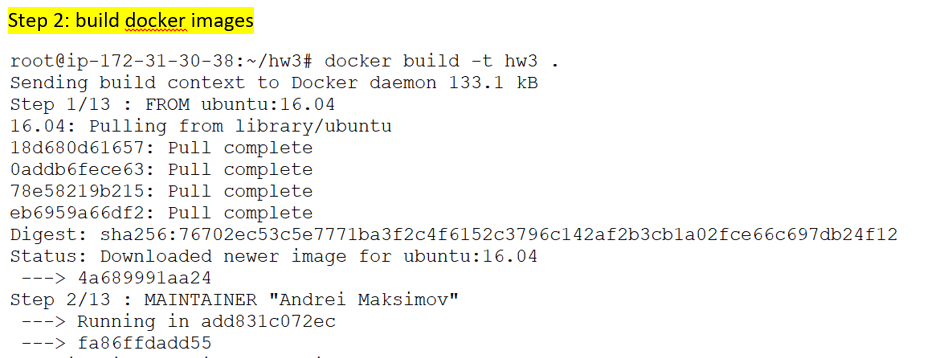 Step 2: build docker images
root@ip-172-31-30-38:~/hw3# docker build -t hw3 .
Sending build context to Docker daemon 133.1 kB
Step 1/13 : FROM ubuntu:16.04
16.04: Pulling from library/ubuntu
18d680d61657: Pull complete
0addb6fece63: Pull complete
78e58219b215: Pull complete
eb6959a66df2: Pull complete
Digest: sha256:76702ec53c5e7771ba3f2c4f6152c3796c142af2b3cb1a02fce66c697db24f12
Status: Downloaded newer image for ubuntu:16.04
---> 4a689991aa24
Step 2/13 : MAINTAINER "Andrei Maksimov"
---> Running in add831c072ec
---> fa86ffdadd55